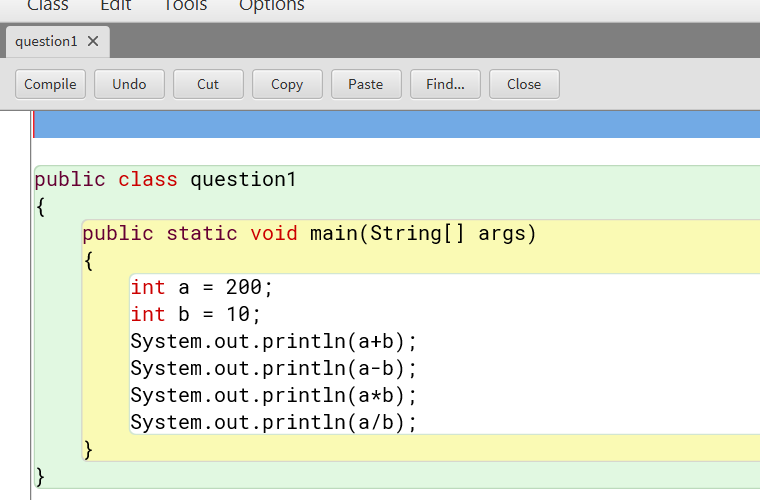 Class Edit Tools Options
question1 ✕
Compile Undo Cut Copy Paste Find... Close
public class question1
{
    public static void main(String[] args)
    {
        int a = 200;
        int b = 10;
        System.out.println(a+b);
        System.out.println(a-b);
        System.out.println(a*b);
        System.out.println(a/b);
    }
}